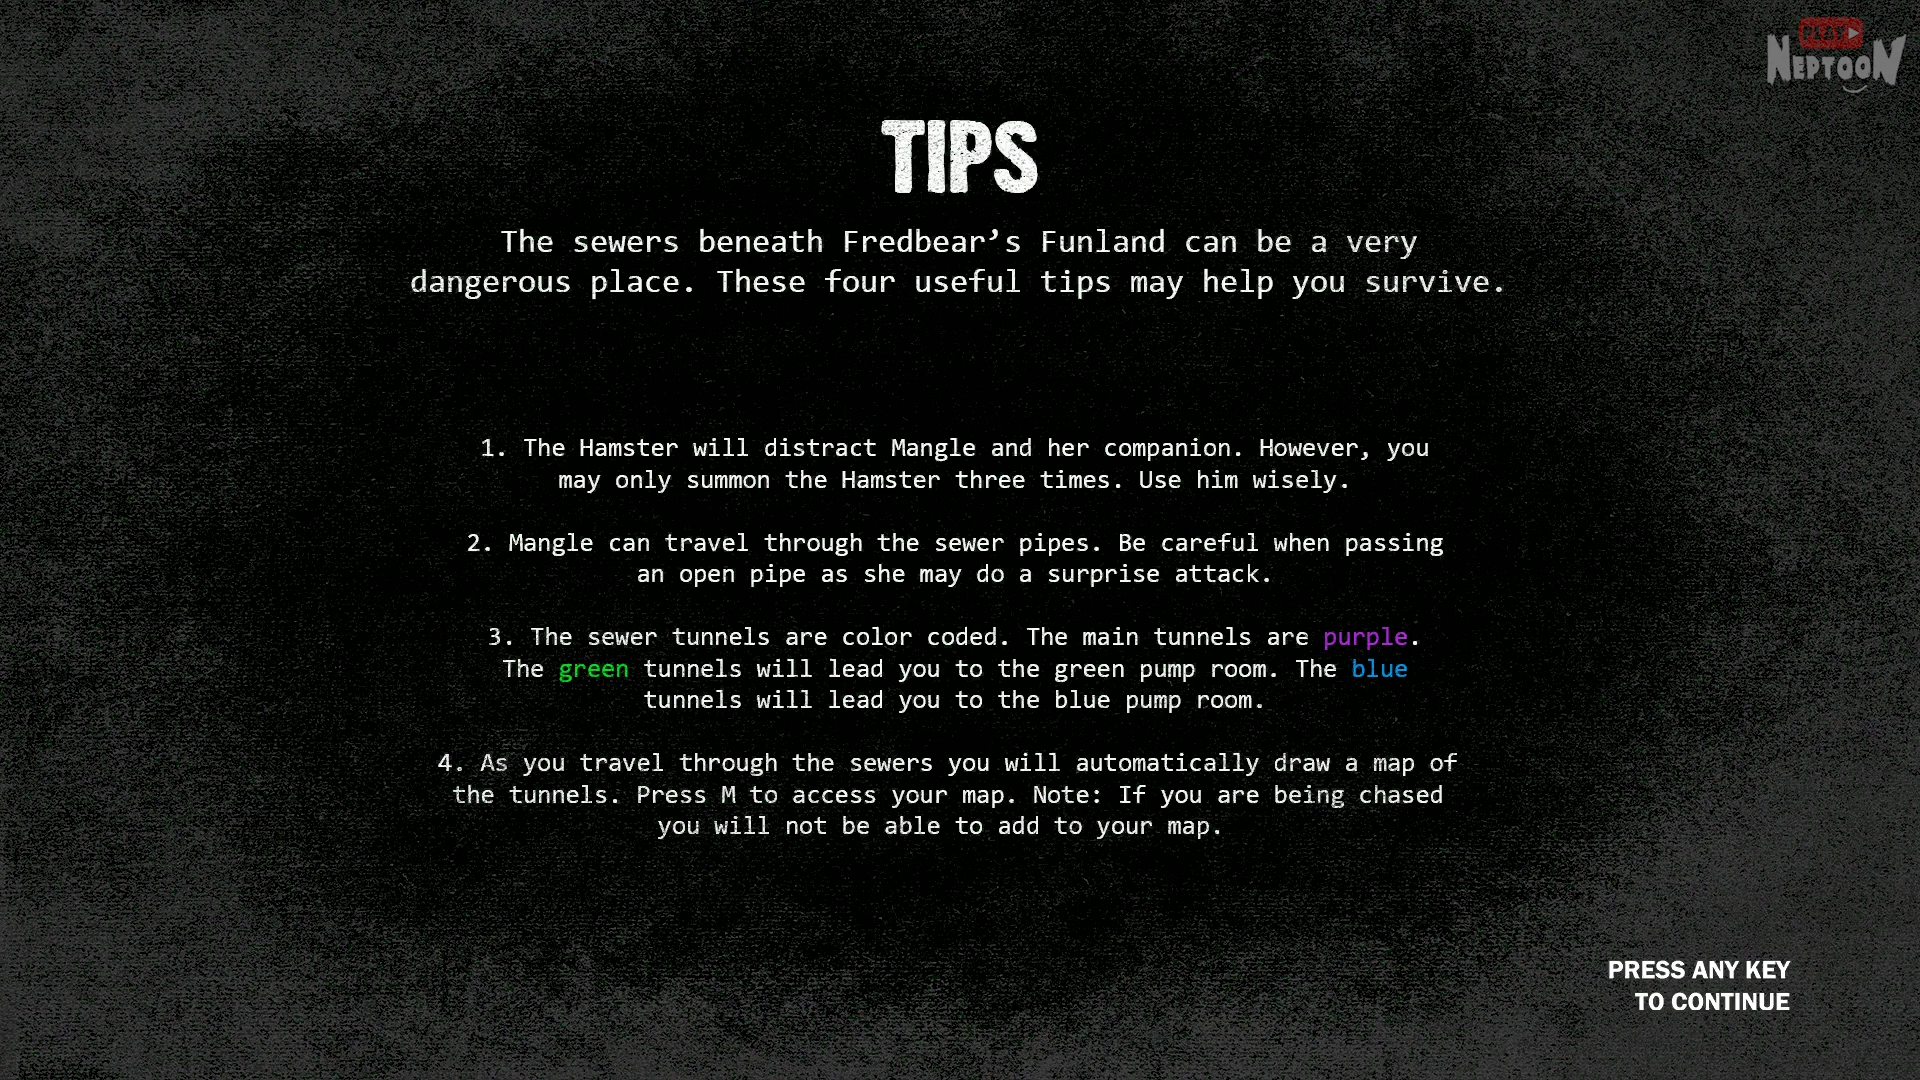 PLAY
NEPTOON
TIPS
The sewers beneath Fredbear’s Funland can be a very
dangerous place. These four useful tips may help you survive.
1. The Hamster will distract Mangle and her companion. However, you
may only summon the Hamster three times. Use him wisely.
2. Mangle can travel through the sewer pipes. Be careful when passing
an open pipe as she may do a surprise attack.
3. The sewer tunnels are color coded. The main tunnels are purple.
The green tunnels will lead you to the green pump room. The blue
tunnels will lead you to the blue pump room.
4. As you travel through the sewers you will automatically draw a map of
the tunnels. Press M to access your map. Note: If you are being chased
you will not be able to add to your map.
PRESS ANY KEY
TO CONTINUE